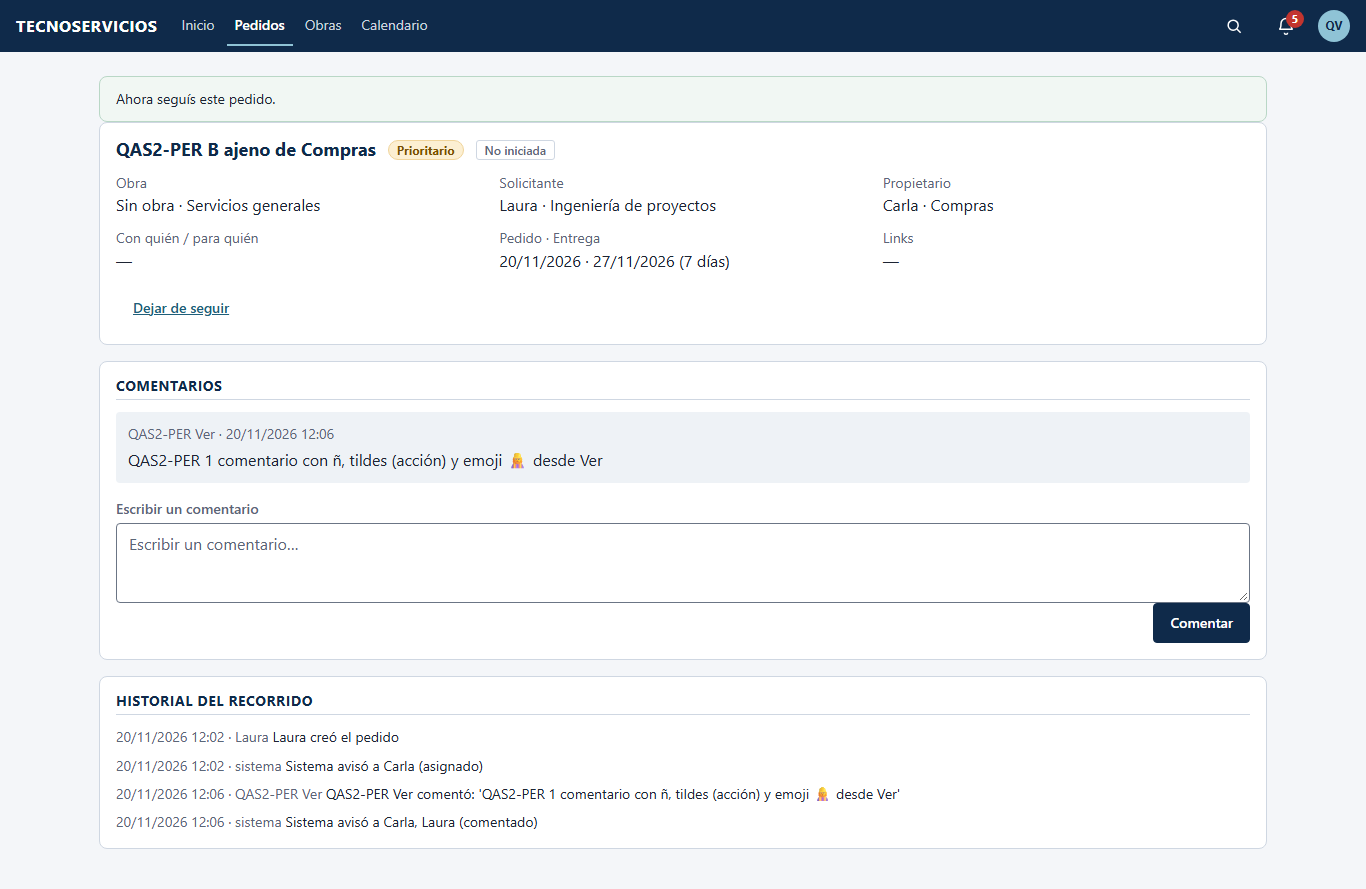 TECNOSERVICIOS Inicio Pedidos Obras Calendario 5 QV
Ahora seguís este pedido.
QAS2-PER B ajeno de Compras Prioritario No iniciada
Obra Solicitante Propietario
Sin obra · Servicios generales Laura · Ingeniería de proyectos Carla · Compras
Con quién / para quién Pedido · Entrega Links
— 20/11/2026 · 27/11/2026 (7 días) —
Dejar de seguir
COMENTARIOS
QAS2-PER Ver · 20/11/2026 12:06
QAS2-PER 1 comentario con ñ, tildes (acción) y emoji desde Ver
Escribir un comentario
Escribir un comentario...
Comentar
HISTORIAL DEL RECORRIDO
20/11/2026 12:02 · Laura Laura creó el pedido
20/11/2026 12:02 · sistema Sistema avisó a Carla (asignado)
20/11/2026 12:06 · QAS2-PER Ver QAS2-PER Ver comentó: 'QAS2-PER 1 comentario con ñ, tildes (acción) y emoji desde Ver'
20/11/2026 12:06 · sistema Sistema avisó a Carla, Laura (comentado)